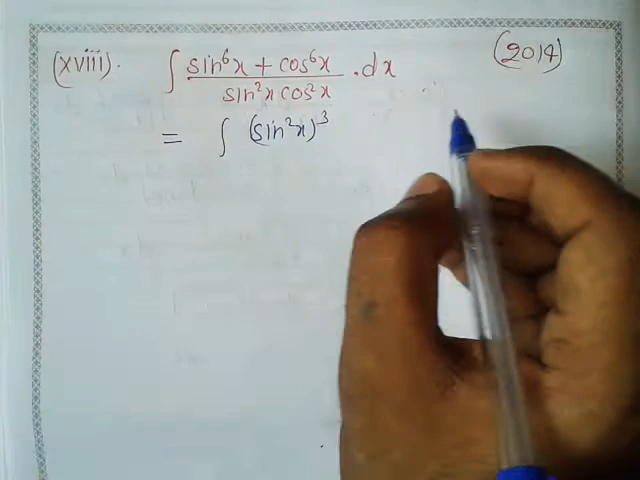 (xviii). ∫ (sin⁶x + cos⁶x)/(sin²x cos²x) .dx (2014)
= ∫ (sin²x)³